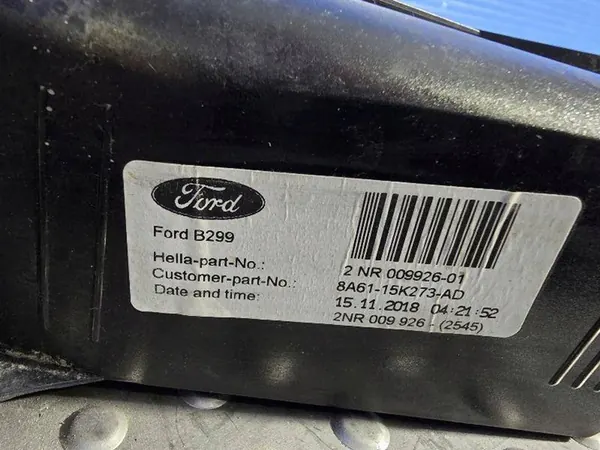 Ford
Ford B299
Hella-part-No.: 2 NR 009926-01
Customer-part-No.: 8A61-15K273-AD
Date and time: 15.11.2018 04:21:52
2NR 009 926 - (2545)